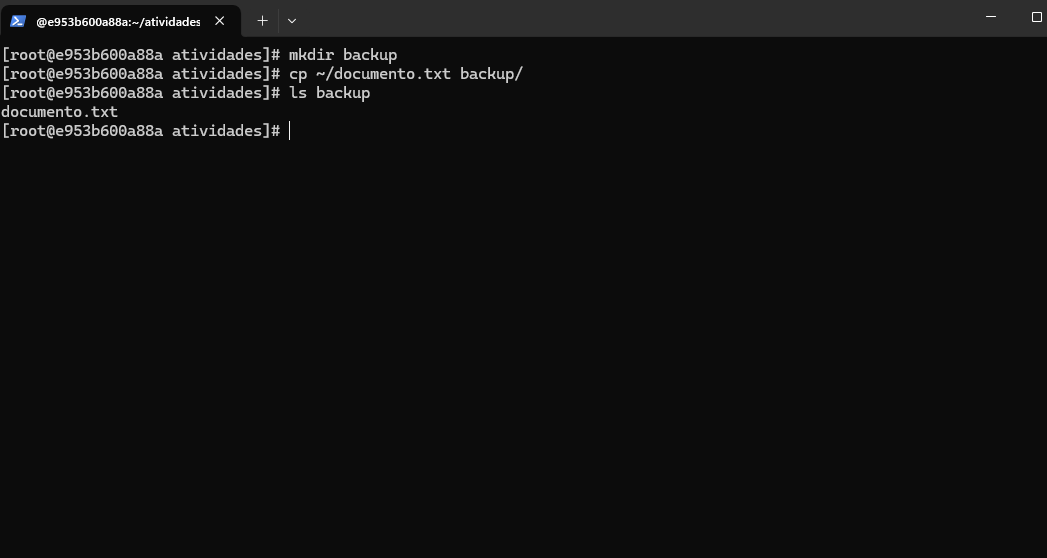 @e953b600a88a:~/atividades
[root@e953b600a88a atividades]# mkdir backup
[root@e953b600a88a atividades]# cp ~/documento.txt backup/
[root@e953b600a88a atividades]# ls backup
documento.txt
[root@e953b600a88a atividades]#